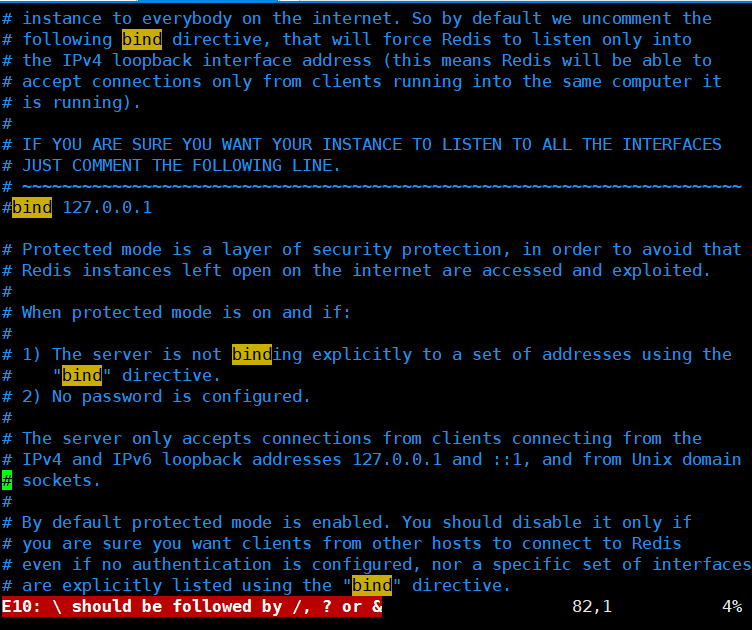 # instance to everybody on the internet. So by default we uncomment the
# following bind directive, that will force Redis to listen only into
# the IPv4 loopback interface address (this means Redis will be able to
# accept connections only from clients running into the same computer it
# is running).
#
# IF YOU ARE SURE YOU WANT YOUR INSTANCE TO LISTEN TO ALL THE INTERFACES
# JUST COMMENT THE FOLLOWING LINE.
# ~~~~~~~~~~~~~~~~~~~~~~~~~~~~~~~~~~~~~~~~~~~~~~~~~~~~~~~~~~~~~~~~~~~~~~~~
#bind 127.0.0.1

# Protected mode is a layer of security protection, in order to avoid that
# Redis instances left open on the internet are accessed and exploited.
#
# When protected mode is on and if:
#
# 1) The server is not binding explicitly to a set of addresses using the
#    "bind" directive.
# 2) No password is configured.
#
# The server only accepts connections from clients connecting from the
# IPv4 and IPv6 loopback addresses 127.0.0.1 and ::1, and from Unix domain
# sockets.
#
# By default protected mode is enabled. You should disable it only if
# you are sure you want clients from other hosts to connect to Redis
# even if no authentication is configured, nor a specific set of interfaces
# are explicitly listed using the "bind" directive.
E10: \ should be followed by /, ? or & 82,1 4%